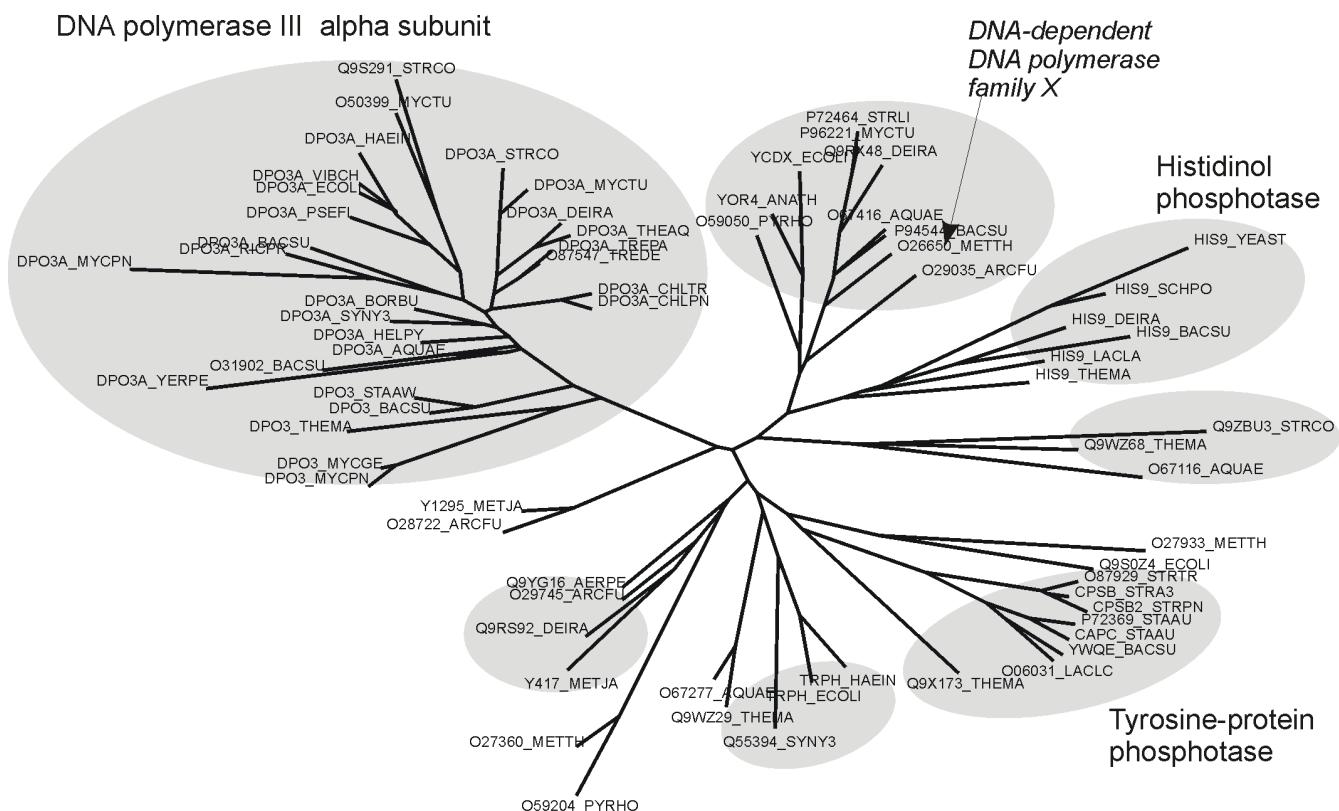 DNA polymerase III alpha subunit
DNA-dependent
DNA polymerase
family X
Q9S291_STRCO
O50399_MYCTU
DPO3A_HAEIN
DPO3A_STRCO
DPO3A_VIBCH
DPO3A_ECOLI
DPO3A_MYCTU
DPO3A_PSEFL
DPO3A_DEIRA
DPO3A_THEAQ
DPO3A_BACSU
DPO3A_RICPR
DPO3A_TREPA
O87547_TREDE
DPO3A_MYCPN
DPO3A_CHLTR
DPO3A_CHLPN
DPO3A_BORBU
DPO3A_SYNY3
DPO3A_HELPY
DPO3A_AQUAE
O31902_BACSU
DPO3A_YERPE
DPO3_STAAW
DPO3_BACSU
DPO3_THEMA
DPO3_MYCGE
DPO3_MYCPN
P72464_STRLI
P96221_MYCTU
Q9RX48_DEIRA
YCDX_ECOLI
YOR4_ANATH
O59050_PYRHO
O67416_AQUAE
P94544_BACSU
O26650_METTH
O29035_ARCFU
Histidinol
phosphotase
HIS9_YEAST
HIS9_SCHPO
HIS9_DEIRA
HIS9_BACSU
HIS9_LACLA
HIS9_THEMA
Q9ZBU3_STRCO
Q9WZ68_THEMA
O67116_AQUAE
Y1295_METJA
O28722_ARCFU
Q9YG16_AERPE
O29745_ARCFU
Q9RS92_DEIRA
Y417_METJA
O27360_METTH
O59204_PYRHO
O67277_AQUAE
Q9WZ29_THEMA
Q55394_SYNY3
TRPH_ECOLI
TRPH_HAEIN
O27933_METTH
Q9S0Z4_ECOLI
O87929_STRTR
CPSB_STRA3
CPSB2_STRPN
P72369_STAAU
CAPC_STAAU
YWQE_BACSU
O06031_LACLC
Q9X173_THEMA
Tyrosine-protein
phosphotase